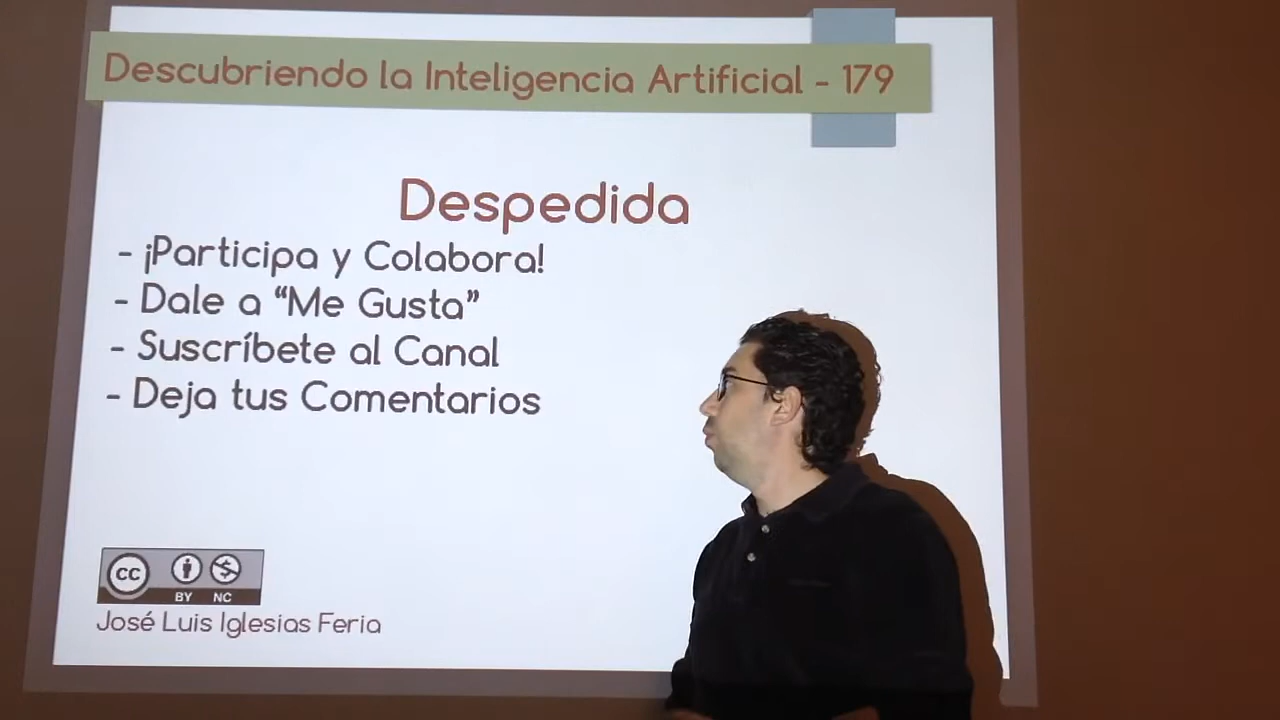 Descubriendo la Inteligencia Artificial - 179
Despedida
- ¡Participa y Colabora!
- Dale a “Me Gusta”
- Suscríbete al Canal
- Deja tus Comentarios
CC BY NC
José Luis Iglesias Feria